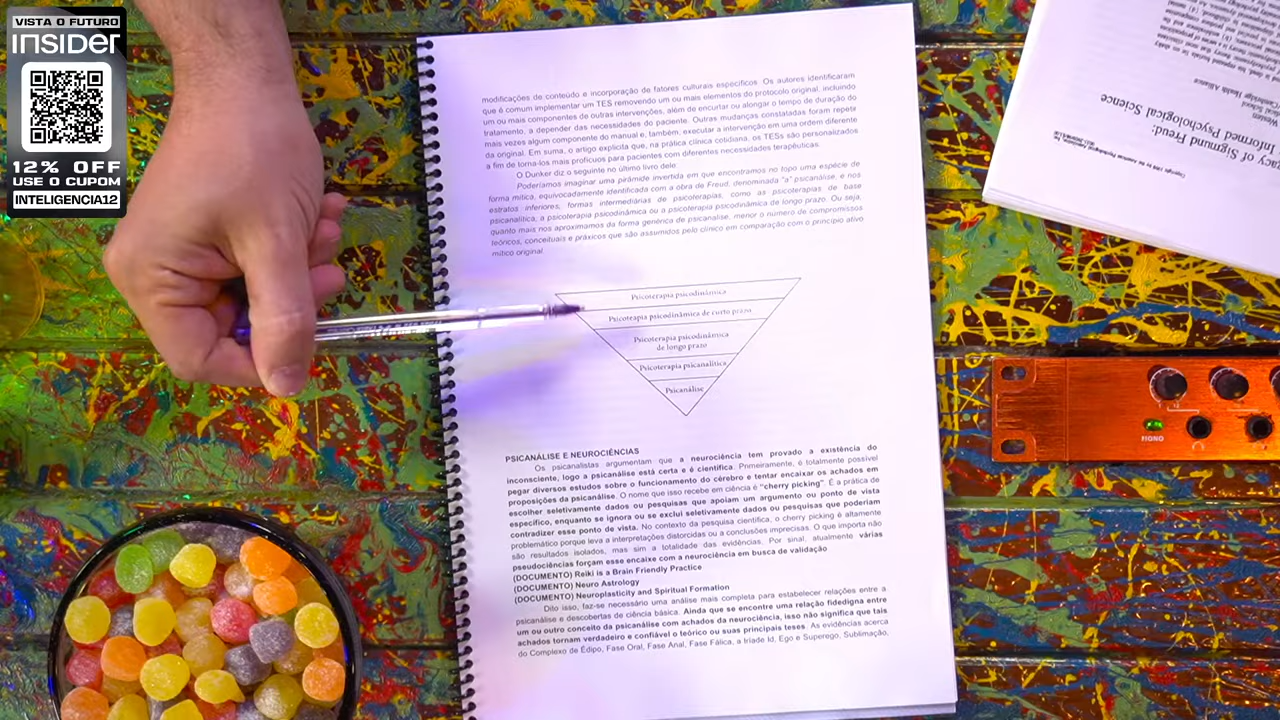 VISTA O FUTURO
INSIDER
12% OFF
USE O CUPOM
INTELIGENCIA12
modificações de conteúdo e incorporação de fatores culturais específicos. Os autores identificaram
que é comum implementar um TES removendo um ou mais elementos do protocolo original, incluindo
um ou mais componentes de outras intervenções, além de encurtar ou alongar o tempo de duração do
tratamento, a depender das necessidades do paciente. Outras mudanças constatadas foram repetir
mais vezes algum componente do manual e, também, executar a intervenção em uma ordem diferente
da original. Em suma, o artigo explicita que, na prática clínica cotidiana, os TESs são personalizados
a fim de torná-los mais profícuos para pacientes com diferentes necessidades terapêuticas.
O Dunker diz o seguinte no último livro dele:
Poderíamos imaginar uma pirâmide invertida em que encontramos no topo uma espécie de
forma mítica, equivocadamente identificada com a obra de Freud, denominada "a" psicanálise, e nos
estratos inferiores, formas intermediárias de psicoterapias, como as psicoterapias de base
psicanalítica, a psicoterapia psicodinâmica ou a psicoterapia psicodinâmica de longo prazo. Ou seja,
quanto mais nos aproximamos da forma genérica de psicanálise, menor o número de compromissos
teóricos, conceituais e práxicos que são assumidos pelo clínico em comparação com o princípio ativo
mítico original.
Psicoterapia psicodinâmica
Psicoterapia psicodinâmica de curto prazo
Psicoterapia psicodinâmica
de longo prazo
Psicoterapia psicanalítica
Psicanálise
PSICANÁLISE E NEUROCIÊNCIAS
Os psicanalistas argumentam que a neurociência tem provado a existência do
inconsciente, logo a psicanálise está certa e é científica. Primeiramente, é totalmente possível
pegar diversos estudos sobre o funcionamento do cérebro e tentar encaixar os achados em
proposições da psicanálise. O nome que isso recebe em ciência é "cherry picking". É a prática de
escolher seletivamente dados ou pesquisas que apoiam um argumento ou ponto de vista
específico, enquanto se ignora ou se exclui seletivamente dados ou pesquisas que poderiam
contradizer esse ponto de vista. No contexto da pesquisa científica, o cherry picking é altamente
problemático porque leva a interpretações distorcidas ou a conclusões imprecisas. O que importa não
são resultados isolados, mas sim a totalidade das evidências. Por sinal, atualmente várias
pseudociências forçam esse encaixe com a neurociência em busca de validação
(DOCUMENTO) Reiki is a Brain Friendly Practice
(DOCUMENTO) Neuro Astrology
(DOCUMENTO) Neuroplasticity and Spiritual Formation
Dito isso, faz-se necessário uma análise mais completa para estabelecer relações entre a
psicanálise e descobertas de ciência básica. Ainda que se encontre uma relação fidedigna entre
um ou outro conceito da psicanálise com achados da neurociência, isso não significa que tais
achados tornam verdadeiro e confiável o teórico ou suas principais teses. As evidências acerca
do Complexo de Édipo, Fase Oral, Fase Anal, Fase Fálica, a tríade Id, Ego e Superego, Sublimação,
cy of Sigmund Freud:
Informed Psychological Science
MONO